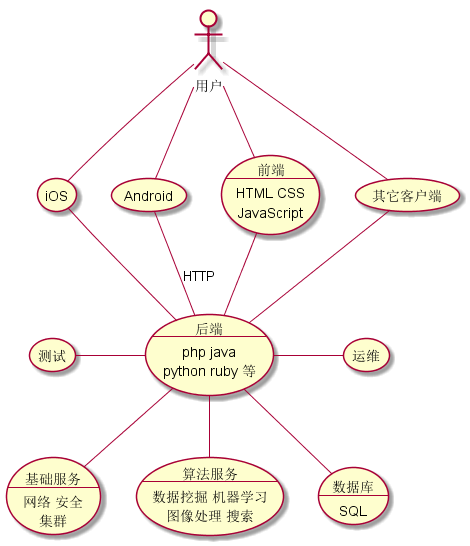 用户
iOS
Android
前端
HTML CSS
JavaScript
其它客户端
HTTP
测试
后端
php java
python ruby 等
运维
基础服务
网络 安全
集群
算法服务
数据挖掘 机器学习
图像处理 搜索
数据库
SQL